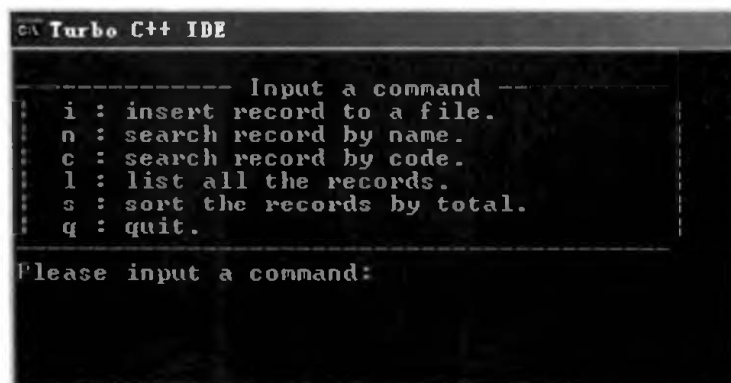 Turbo C++ IDE
------------- Input a command -------------
i : insert record to a file.
n : search record by name.
c : search record by code.
l : list all the records.
s : sort the records by total.
q : quit.
Please input a command: